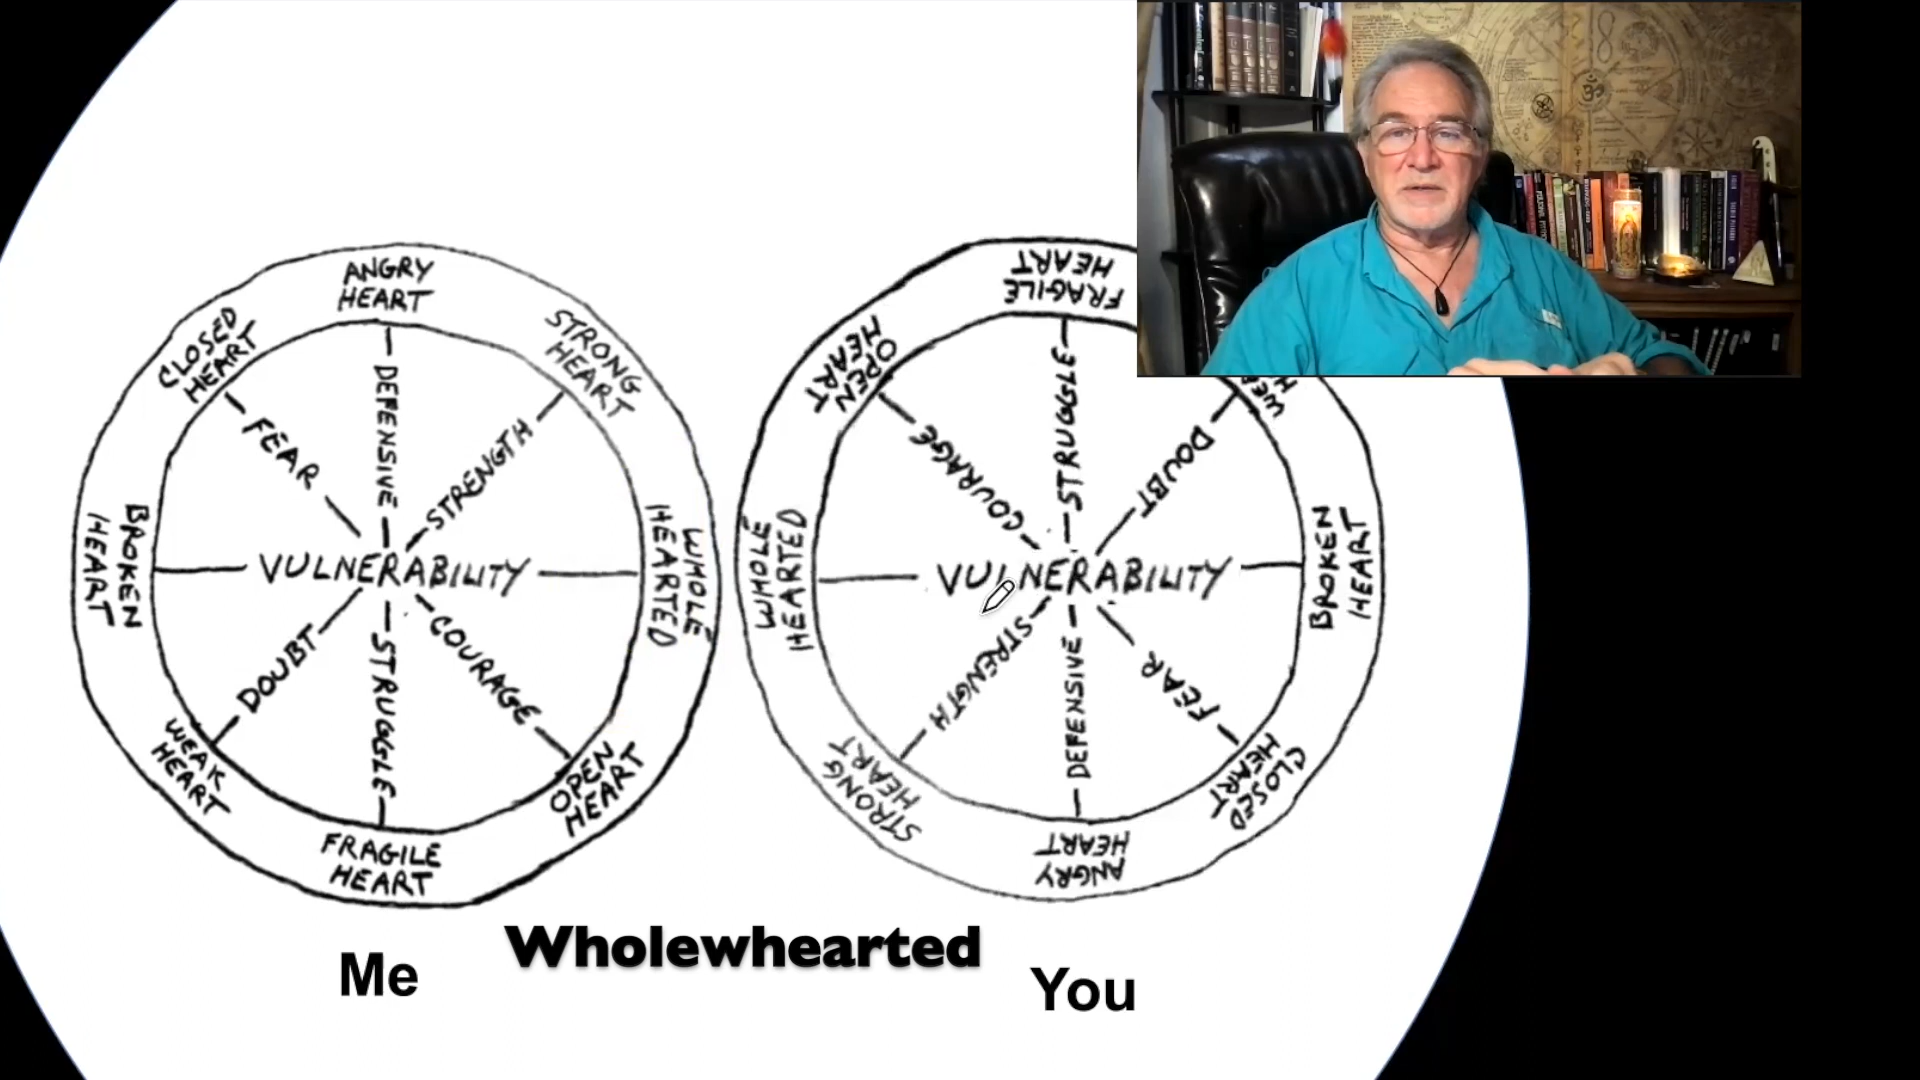 ANGRY
HEART
STRONG
HEART
WHOLE
HEARTED
OPEN
HEART
FRAGILE
HEART
WEAK
HEART
BROKEN
HEART
CLOSED
HEART
DEFENSIVE
STRENGTH
COURAGE
STRUGGLE
DOUBT
FEAR
VULNERABILITY
Me
FRAGILE
HEART
BROKEN
HEART
CLOSED
HEART
ANGRY
HEART
STRONG
HEART
WHOLE
HEARTED
OPEN
HEART
STRUGGLE
DOUBT
FEAR
DEFENSIVE
STRENGTH
COURAGE
VULNERABILITY
You
Wholewhearted